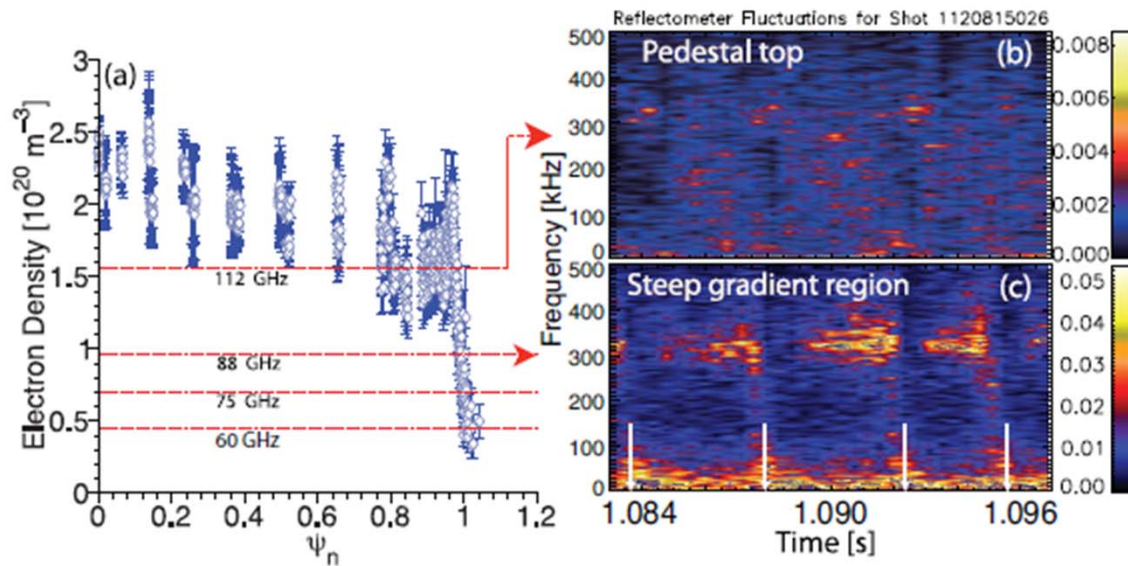 Reflectometer Fluctuations for Shot 1120815026
(a)
Electron Density [10²⁰ m⁻³]
3
2.5
2
1.5
1
0.5
0
112 GHz
88 GHz
75 GHz
60 GHz
0 0.2 0.4 0.6 0.8 1 1.2
ψn
Pedestal top (b)
Frequency [kHz]
500
400
300
200
100
0
0.008
0.006
0.004
0.002
0.000
Steep gradient region (c)
500
400
300
200
100
0
0.05
0.04
0.03
0.02
0.01
0.00
1.084 1.090 1.096
Time [s]